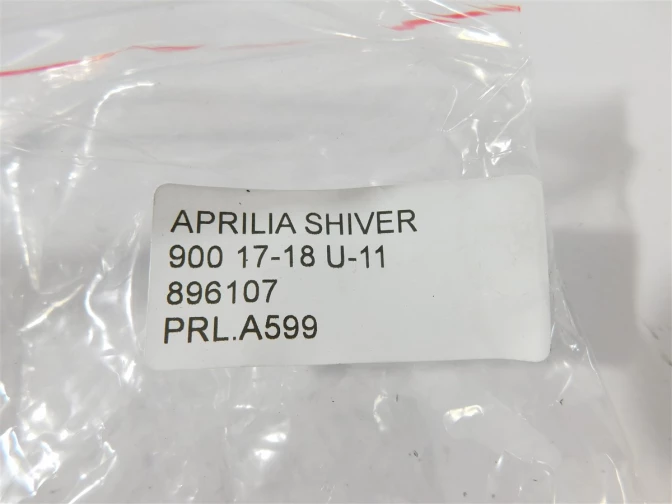 APRILIA SHIVER
900 17-18 U-11
896107
PRL.A599